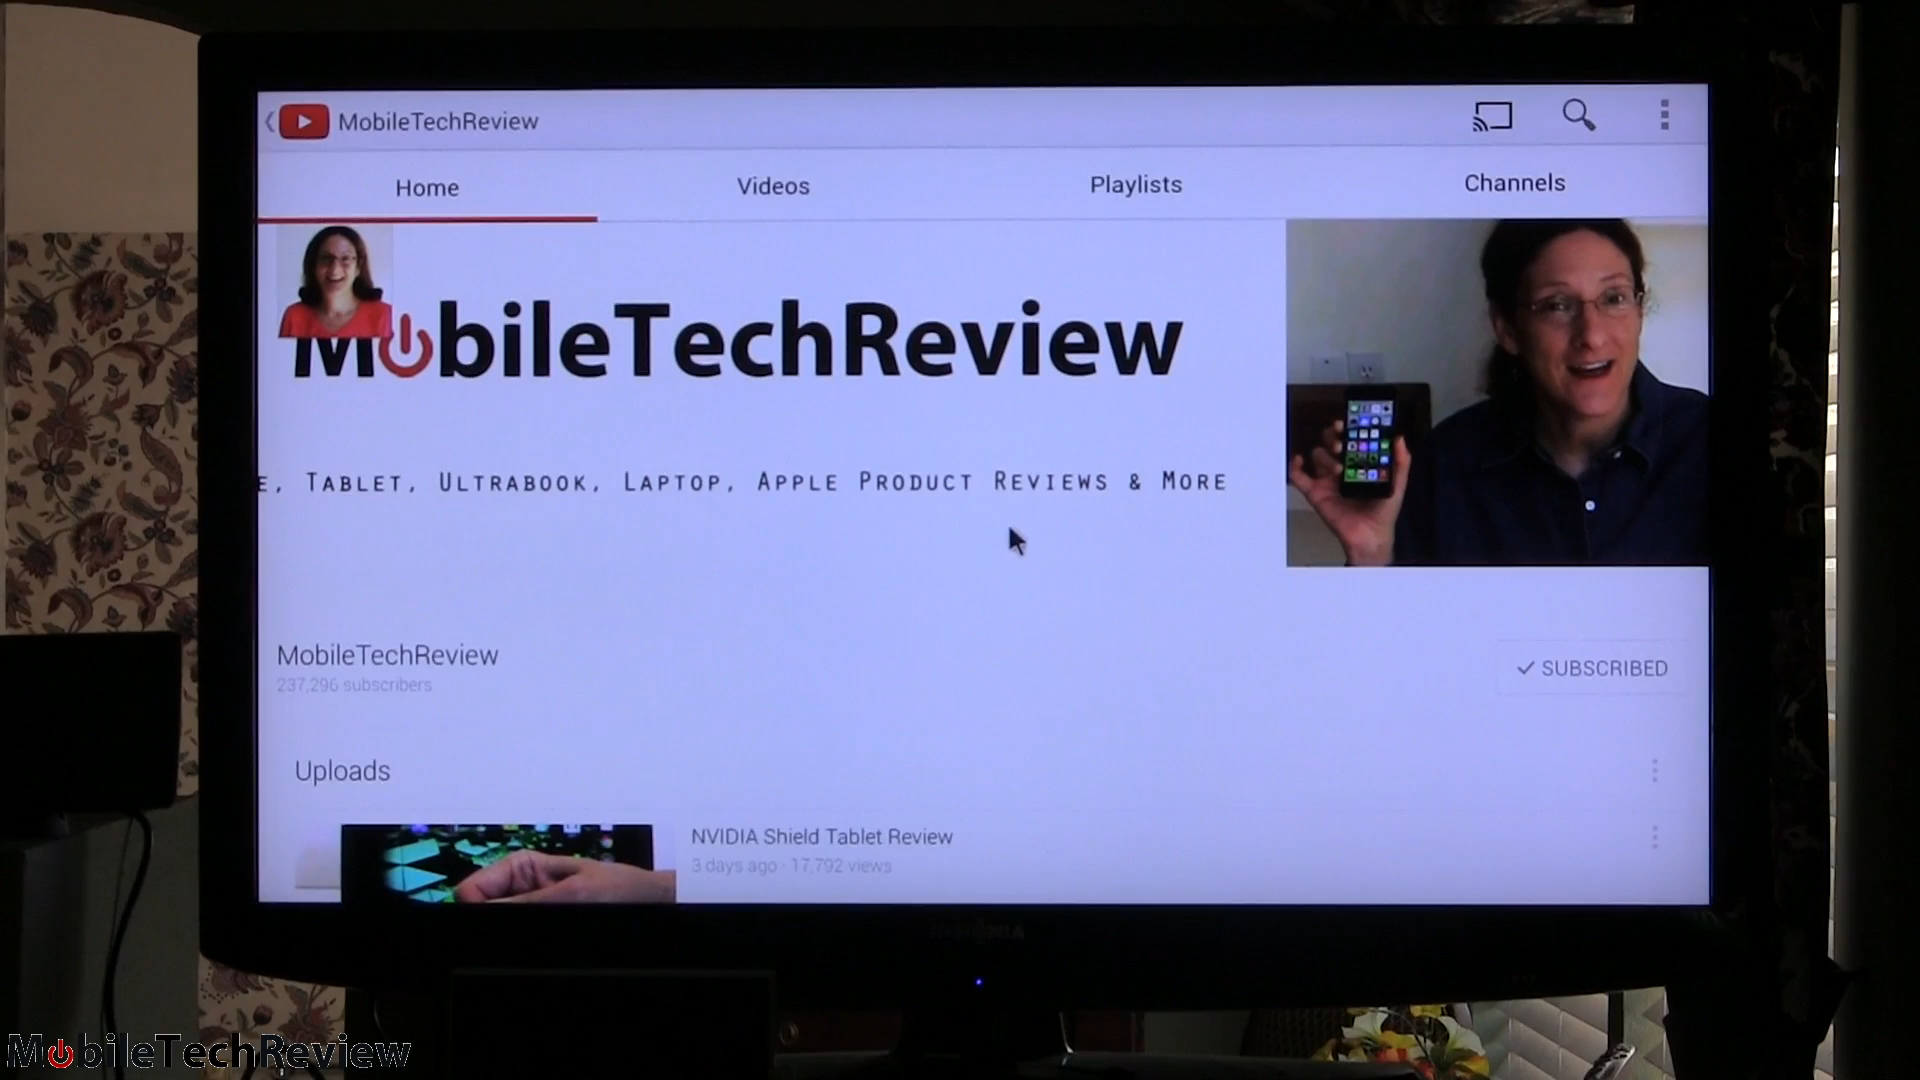 MobileTechReview
Home Videos Playlists Channels
MobileTechReview
E, TABLET, ULTRABOOK, LAPTOP, APPLE PRODUCT REVIEWS & MORE
MobileTechReview
237,296 subscribers
SUBSCRIBED
Uploads
NVIDIA Shield Tablet Review
3 days ago · 17,792 views
INSIGNIA
MobileTechReview